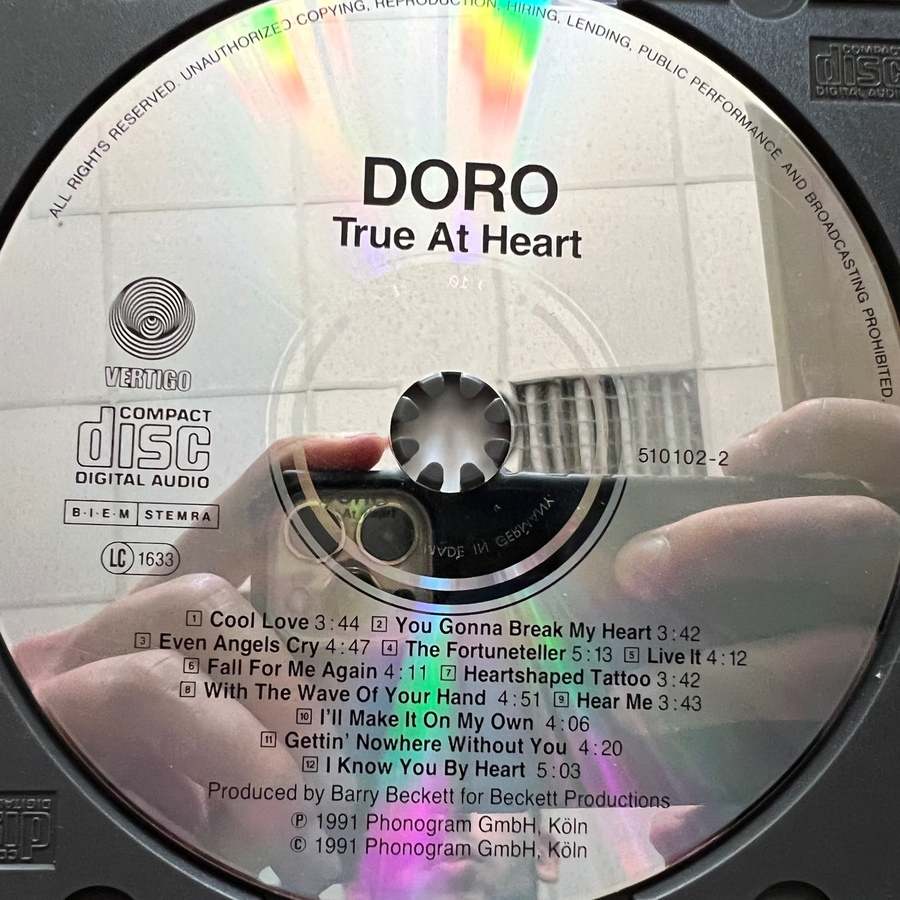 ALL RIGHTS RESERVED. UNAUTHORIZED COPYING, REPRODUCTION, HIRING, LENDING, PUBLIC PERFORMANCE AND BROADCASTING PROHIBITED.
COMPACT
disc
DIGITAL AUDIO
DORO
True At Heart
VERTIGO
COMPACT
disc
DIGITAL AUDIO
B·I·E·M STEMRA
LC 1633
510102-2
MADE IN GERMANY
1 Cool Love 3:44 2 You Gonna Break My Heart 3:42
3 Even Angels Cry 4:47 4 The Fortuneteller 5:13 5 Live It 4:12
6 Fall For Me Again 4:11 7 Heartshaped Tattoo 3:42
8 With The Wave Of Your Hand 4:51 9 Hear Me 3:43
10 I'll Make It On My Own 4:06
11 Gettin' Nowhere Without You 4:20
12 I Know You By Heart 5:03
Produced by Barry Beckett for Beckett Productions
℗ 1991 Phonogram GmbH, Köln
© 1991 Phonogram GmbH, Köln